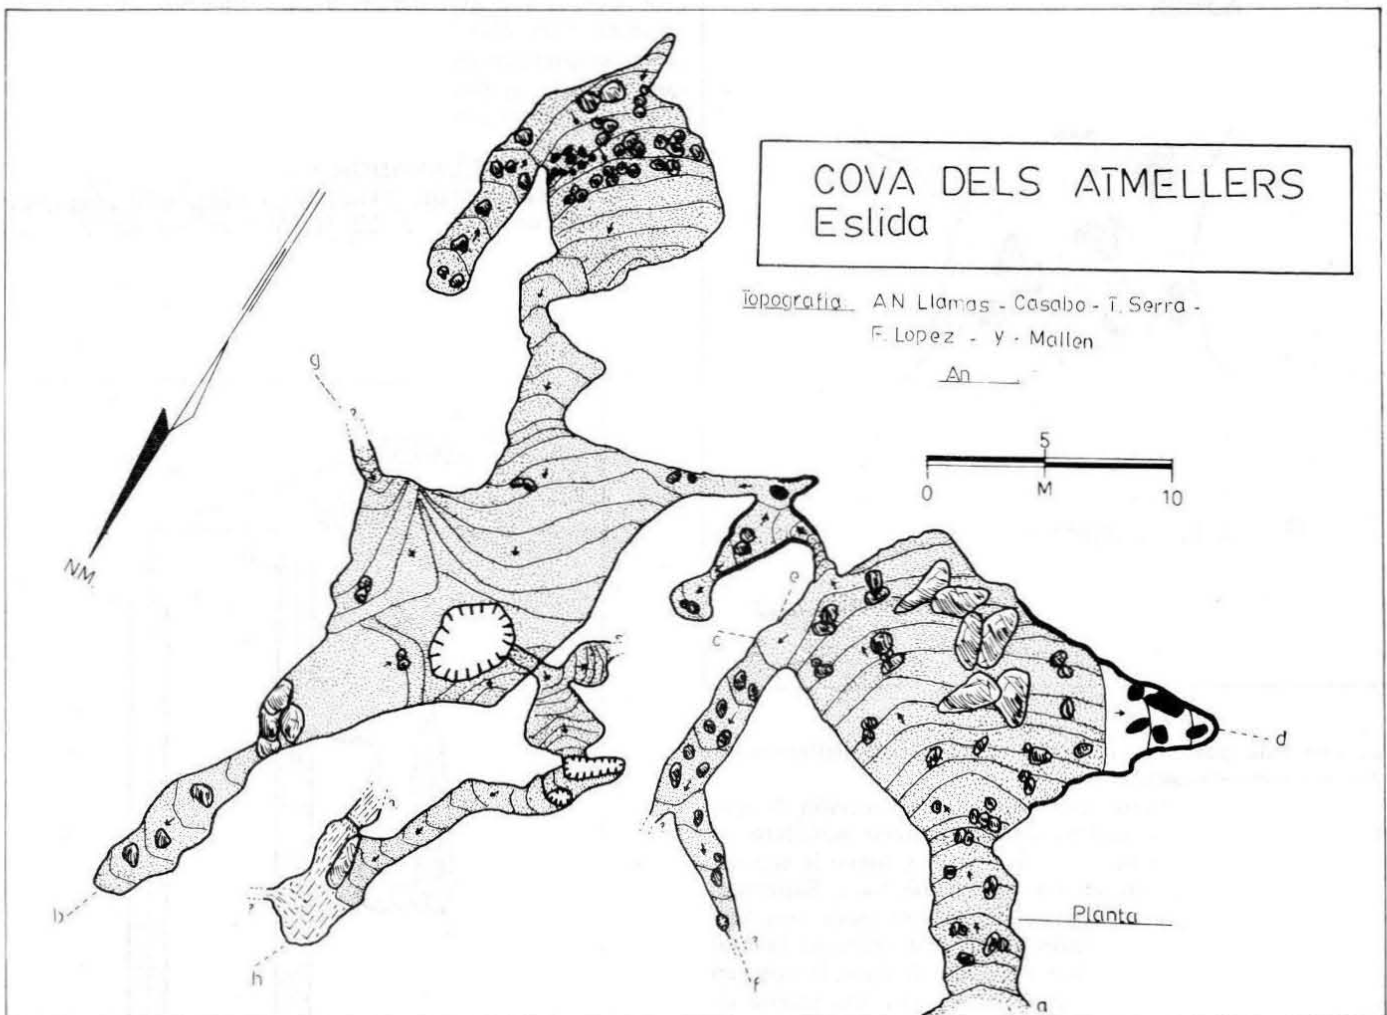 COVA DELS ATMELLERS
Eslida
Topografia: A.N Llamas - Casabo - T. Serra -
F. Lopez - y - Mallen
An
5
0 M 10
g
NM.
e
c
d
b
h
f
Planta
a